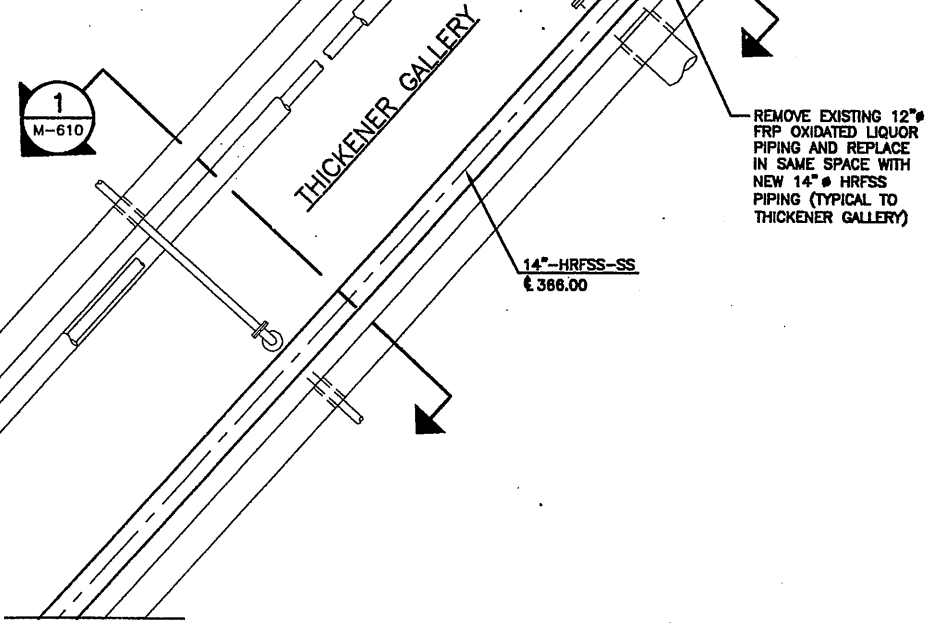 THICKENER GALLERY
1
M-610
REMOVE EXISTING 12"ø
FRP OXIDATED LIQUOR
PIPING AND REPLACE
IN SAME SPACE WITH
NEW 14"ø HRFSS
PIPING (TYPICAL TO
THICKENER GALLERY)
14"-HRFSS-SS
℄ 366.00